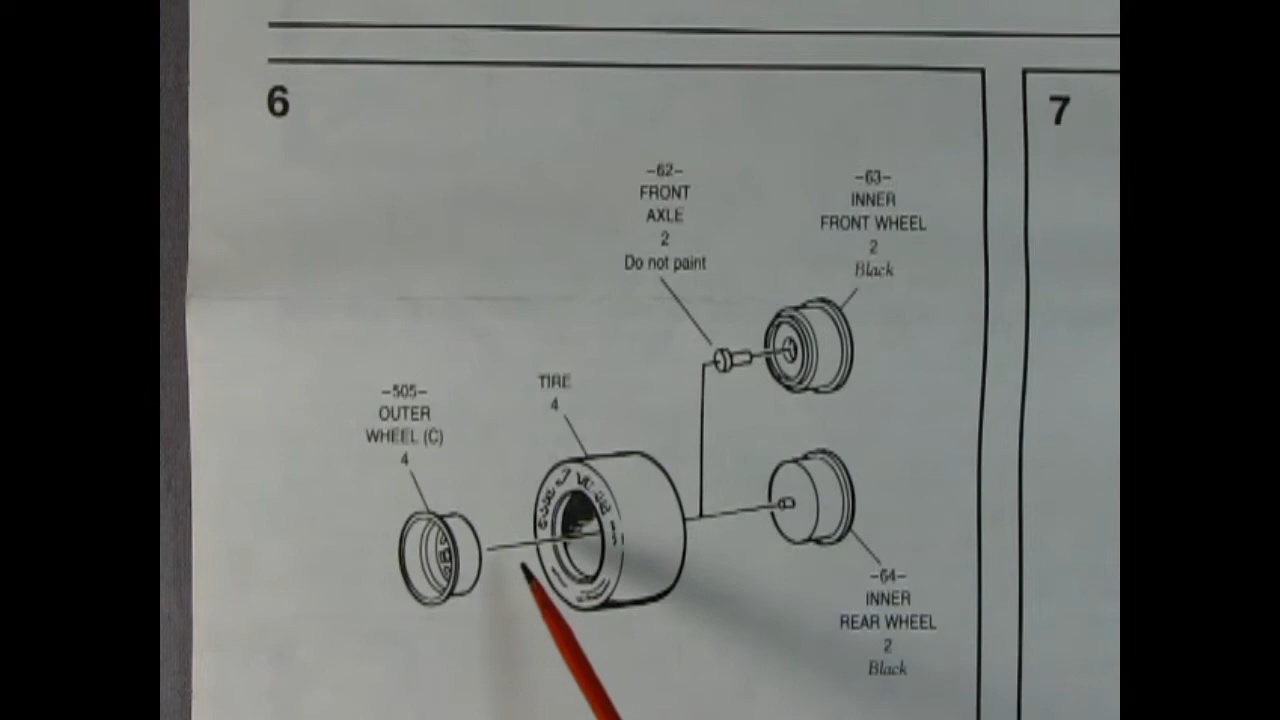 6
7
-62-
FRONT
AXLE
2
Do not paint
-63-
INNER
FRONT WHEEL
2
Black
-505-
OUTER
WHEEL (C)
4
TIRE
4
-64-
INNER
REAR WHEEL
2
Black